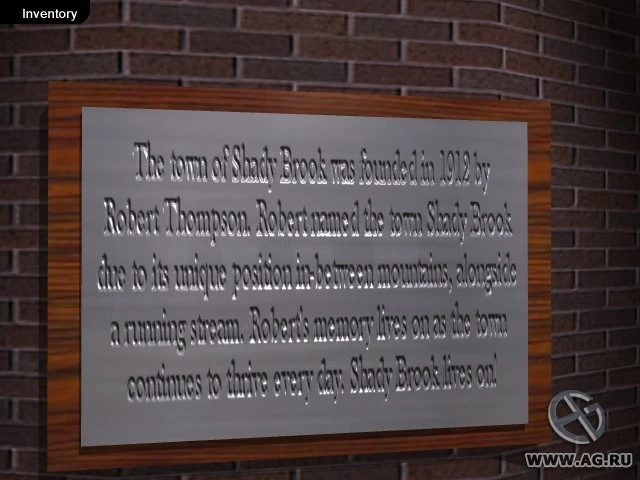 Inventory
The town of Shady Brook was founded in 1912 by
Robert Thompson. Robert named the town Shady Brook
due to its unique position in-between mountains, alongside
a running stream. Robert's memory lives on as the town
continues to thrive every day. Shady Brook lives on!
WWW.AG.RU